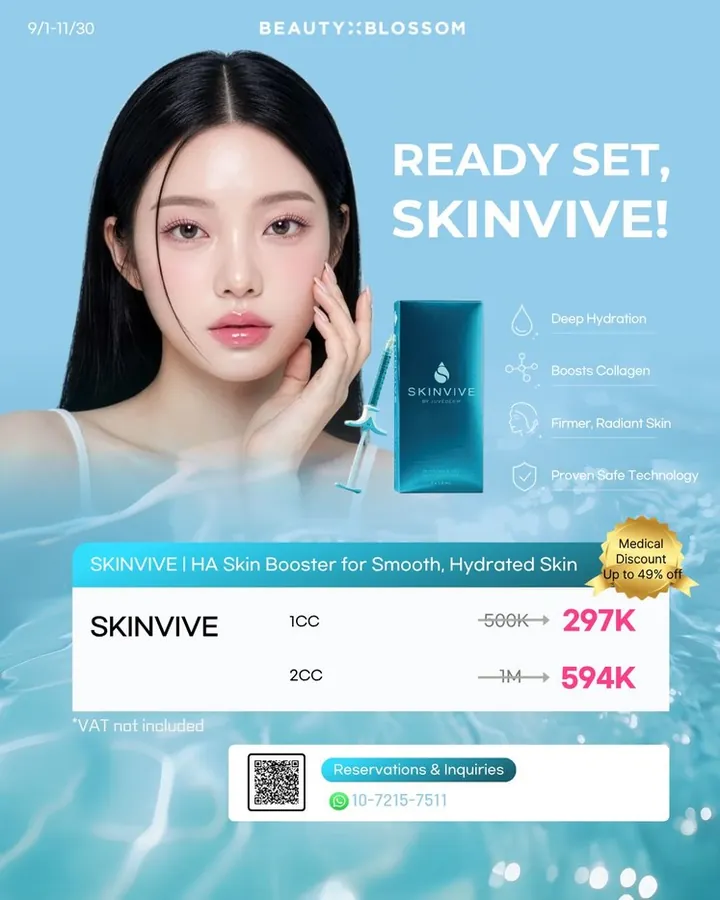 9/1-11/30
BEAUTY BLOSSOM
READY SET,
SKINVIVE!
Deep Hydration
Boosts Collagen
Firmer, Radiant Skin
Proven Safe Technology
SKINVIVE
BY JUVÉDERM
SKINVIVE | HA Skin Booster for Smooth, Hydrated Skin
Medical
Discount
Up to 49% off
SKINVIVE
1CC
500K
297K
2CC
1M
594K
*VAT not included
Reservations & Inquiries
10-7215-7511